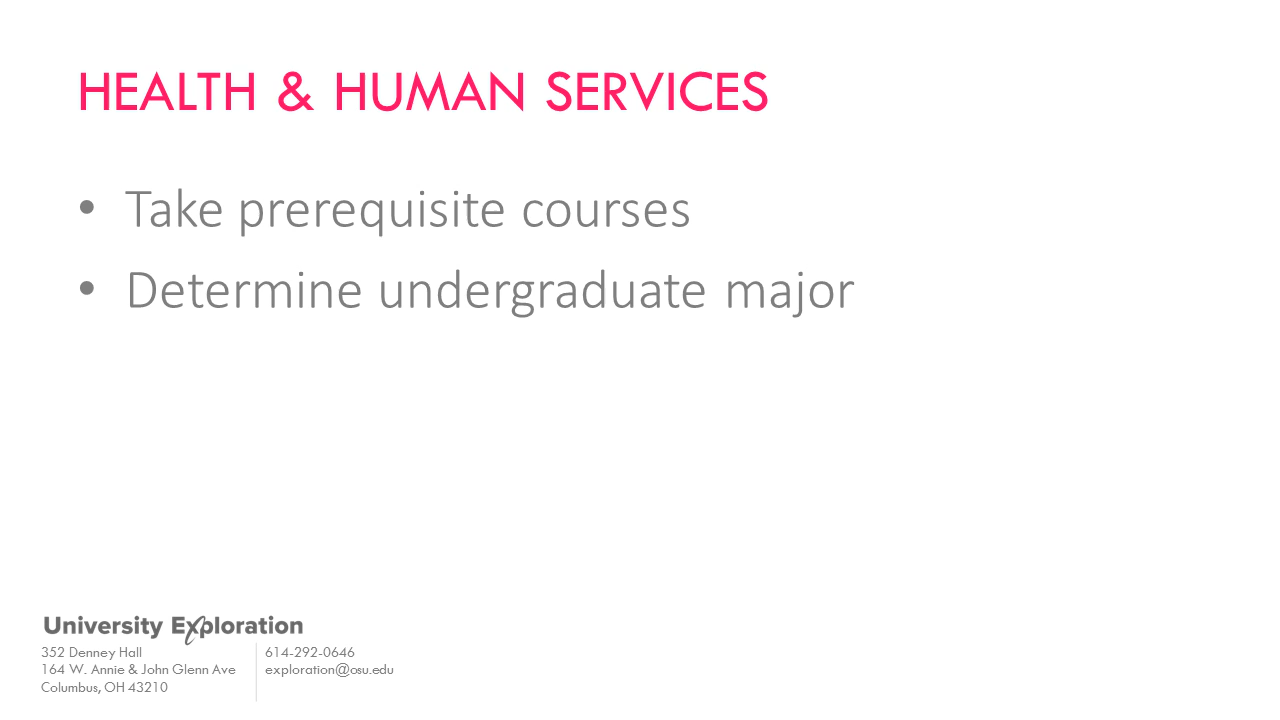 HEALTH & HUMAN SERVICES
• Take prerequisite courses
• Determine undergraduate major
University Exploration
352 Denney Hall
164 W. Annie & John Glenn Ave
Columbus, OH 43210
614-292-0646
exploration@osu.edu